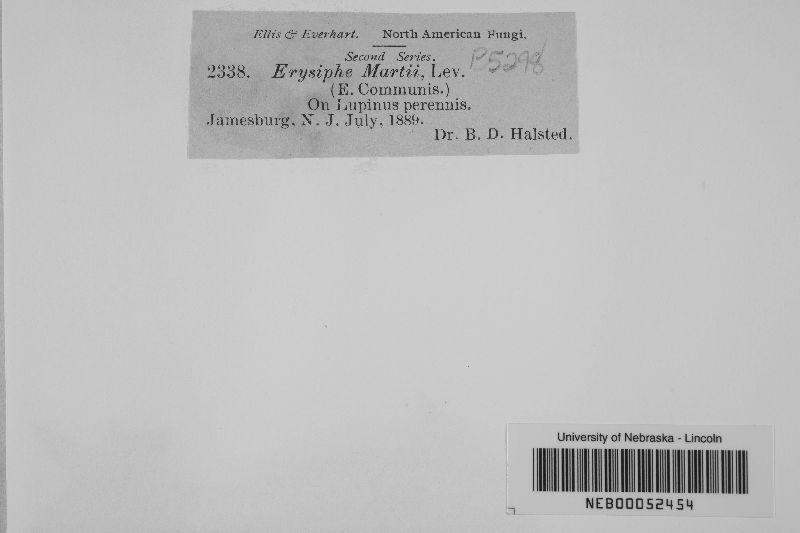 Ellis & Everhart. North American Fungi.
Second Series.
P5298
2338. Erysiphe Martii, Lev.
(E. Communis.)
On Lupinus perennis.
Jamesburg, N. J. July, 1889.
Dr. B. D. Halsted.
University of Nebraska - Lincoln
NEB00052454